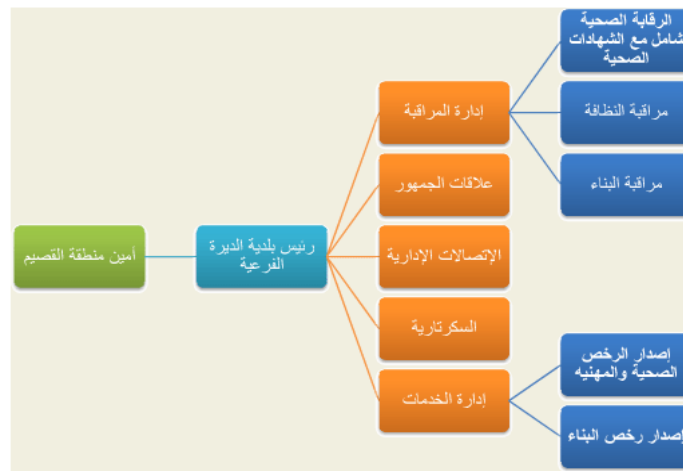 أمين منطقة القصيم
رئيس بلدية الديرة
الفرعية
إدارة المراقبة
علاقات الجمهور
الإتصالات الإدارية
السكرتارية
إدارة الخدمات
الرقابة الصحية
شامل مع الشهادات
الصحية
مراقبة النظافة
مراقبة البناء
إصدار الرخص
الصحية والمهنيه
إصدار رخص البناء